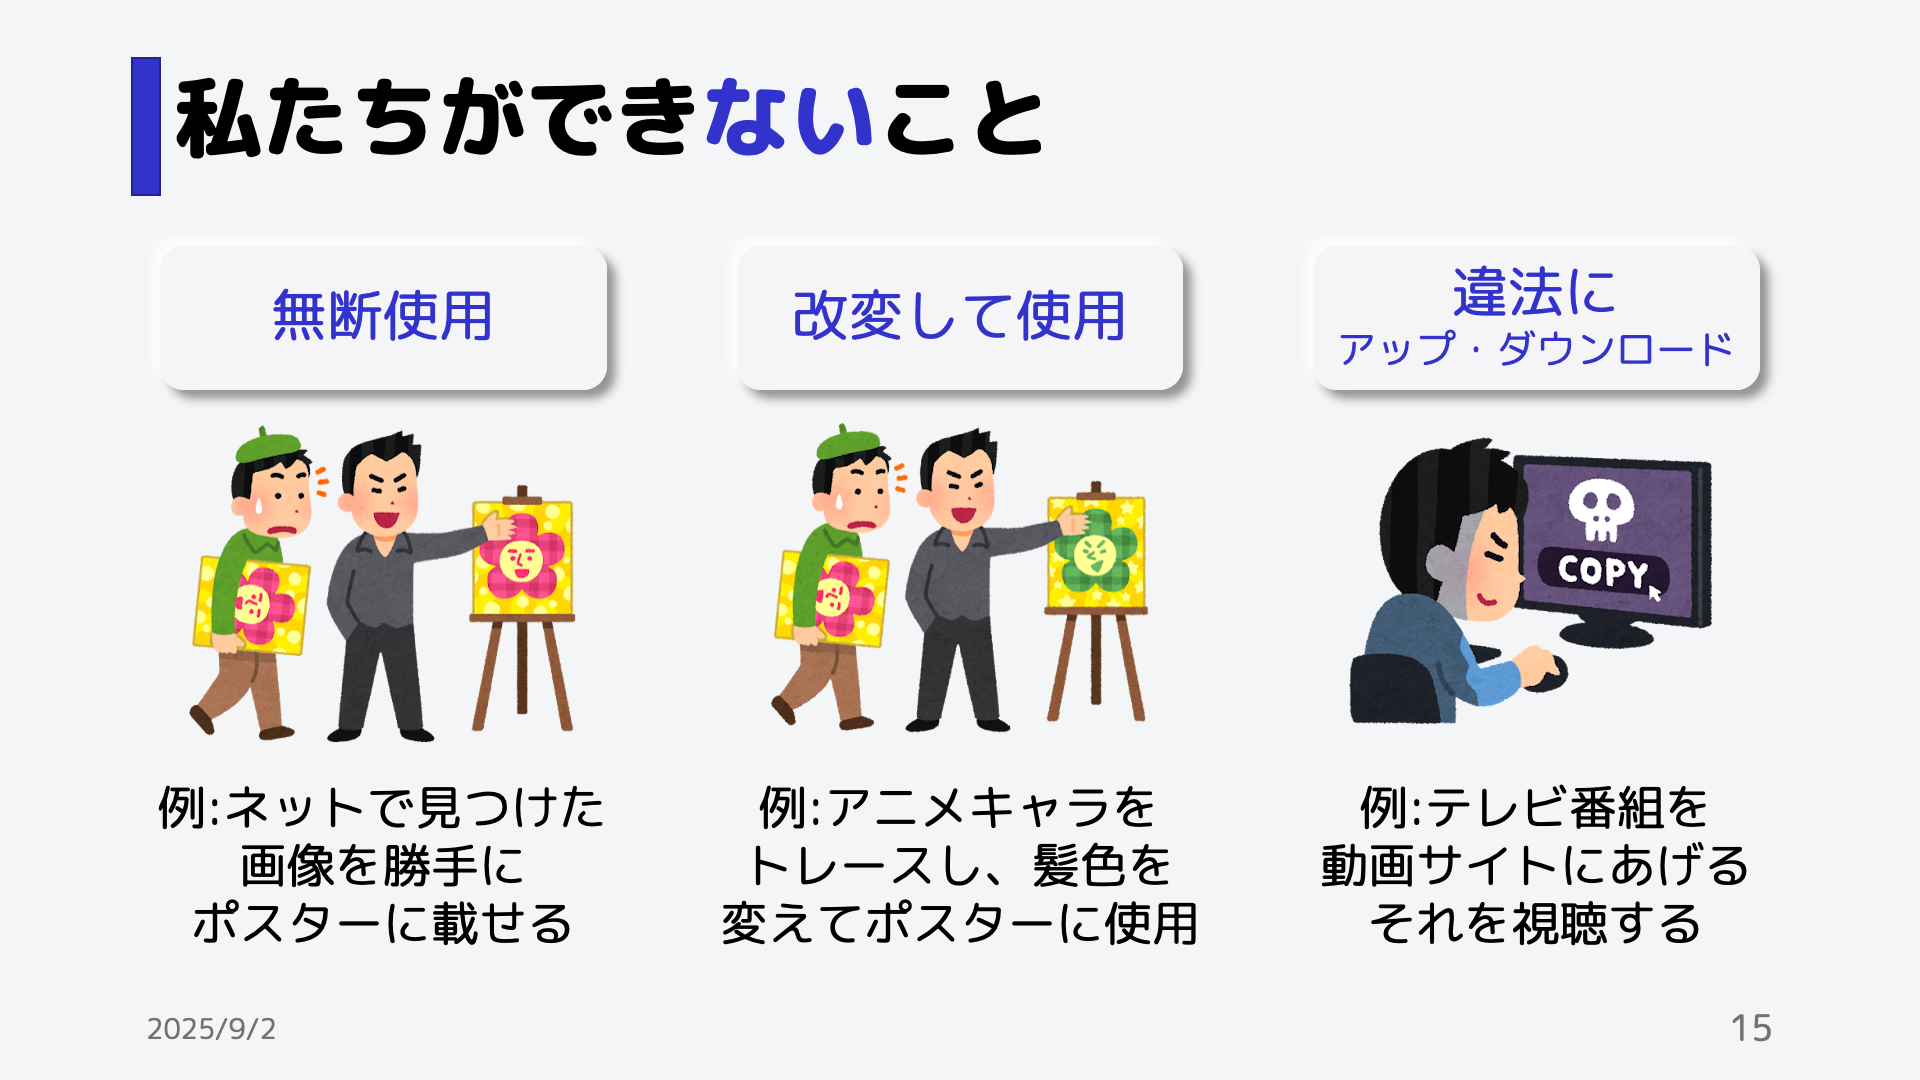 私たちができないこと
無断使用
改変して使用
違法に
アップ・ダウンロード
COPY
例:ネットで見つけた
画像を勝手に
ポスターに載せる
例:アニメキャラを
トレースし、髪色を
変えてポスターに使用
例:テレビ番組を
動画サイトにあげる
それを視聴する
2025/9/2
15